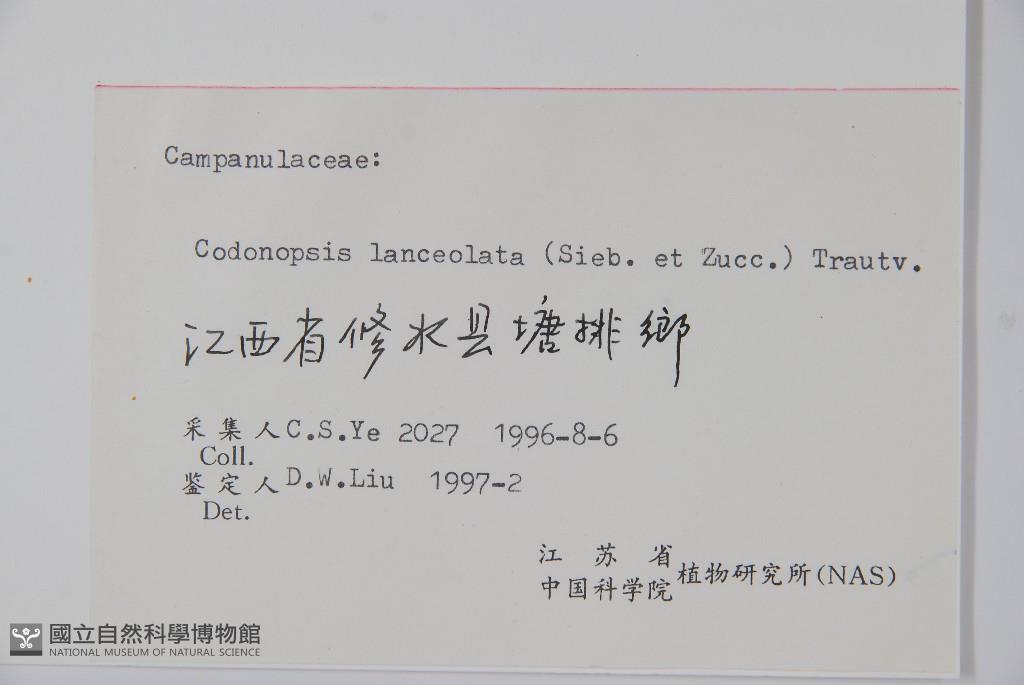 Campanulaceae:
Codonopsis lanceolata (Sieb. et Zucc.) Trautv.
江西省修水县塘排鄉
采集人 C.S.Ye 2027 1996-8-6
Coll.
鉴定人 D.W.Liu 1997-2
Det.
江苏省
中国科学院 植物研究所(NAS)
國立自然科學博物館
NATIONAL MUSEUM OF NATURAL SCIENCE